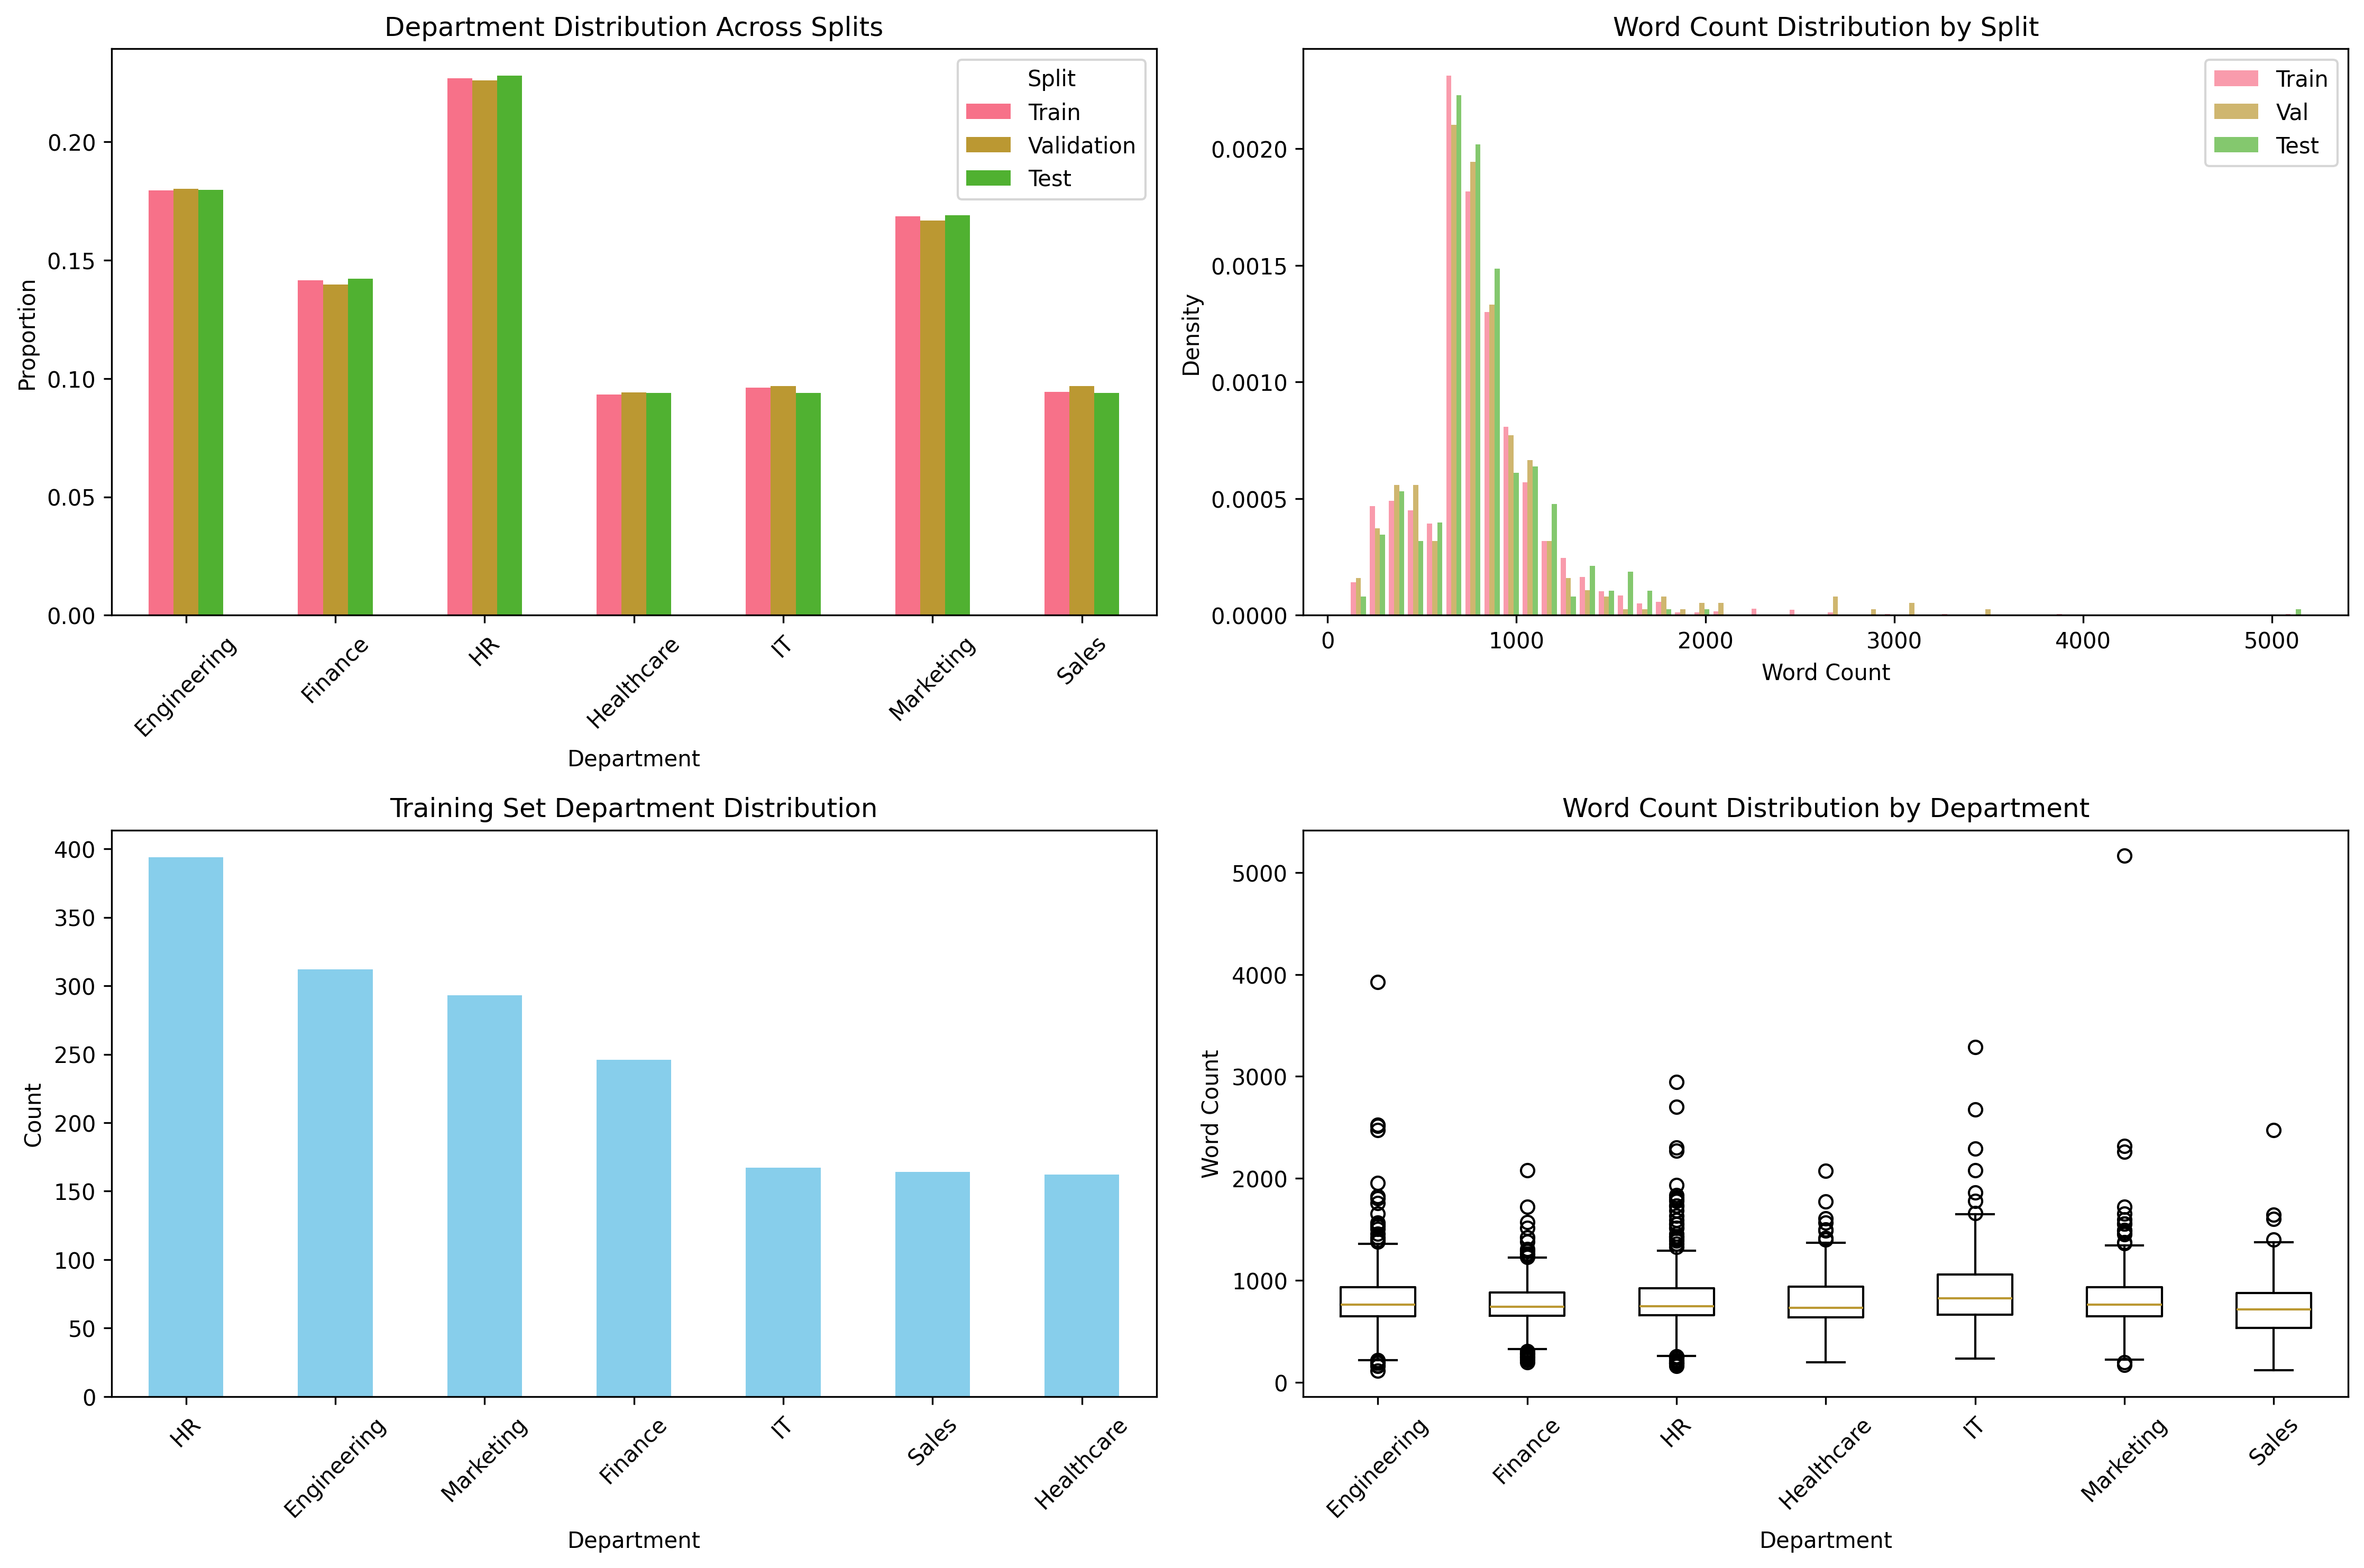 Department Distribution Across Splits
Proportion
0.20
0.15
0.10
0.05
0.00
Split
Train
Validation
Test
Engineering
Finance
HR
Healthcare
IT
Marketing
Sales
Department
Word Count Distribution by Split
Density
0.0020
0.0015
0.0010
0.0005
0.0000
Train
Val
Test
0 1000 2000 3000 4000 5000
Word Count
Training Set Department Distribution
Count
400
350
300
250
200
150
100
50
0
HR
Engineering
Marketing
Finance
IT
Sales
Healthcare
Department
Word Count Distribution by Department
Word Count
5000
4000
3000
2000
1000
0
Engineering
Finance
HR
Healthcare
IT
Marketing
Sales
Department